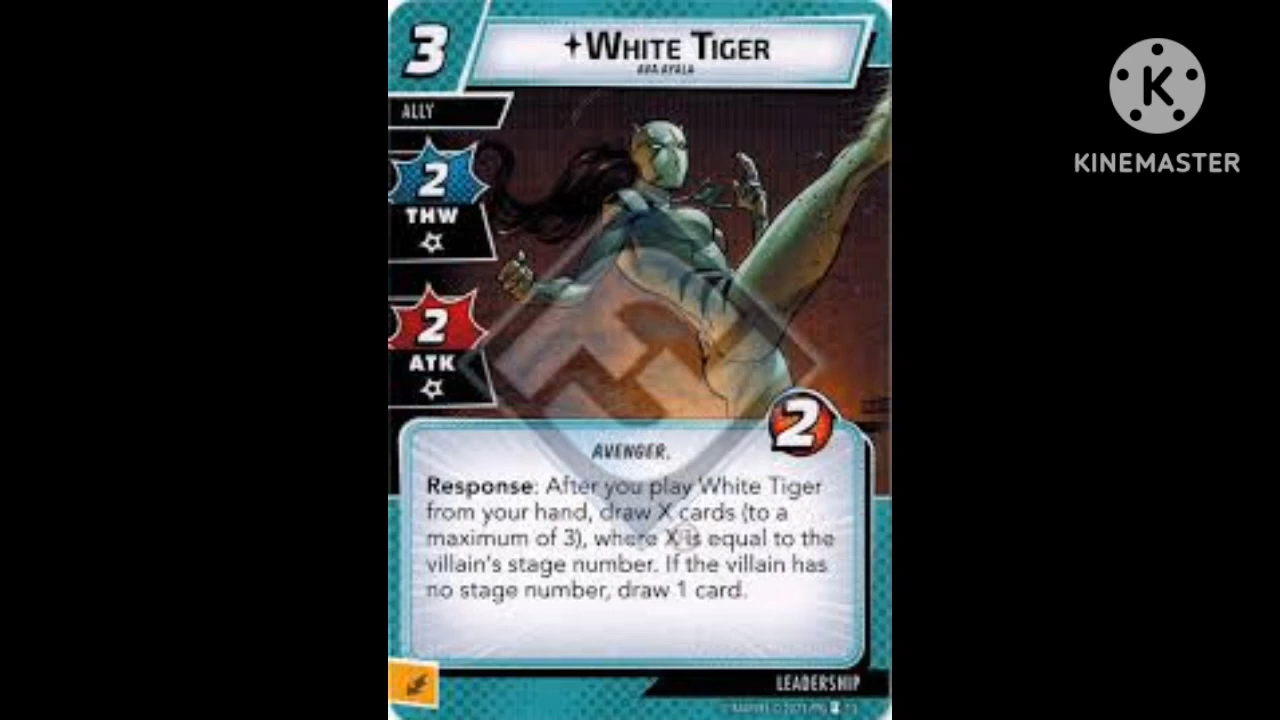 3
White Tiger
AVA AYALA
ALLY
2
THW
2
ATK
2
AVENGER.
Response: After you play White Tiger
from your hand, draw X cards (to a
maximum of 3), where X is equal to the
villain's stage number. If the villain has
no stage number, draw 1 card.
LEADERSHIP
K
KINEMASTER